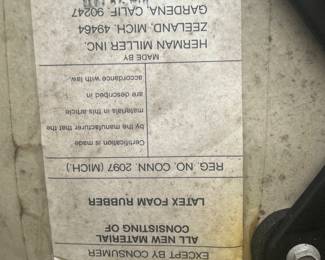 EXCEPT BY CONSUMER
ALL NEW MATERIAL
CONSISTING OF
LATEX FOAM RUBBER
REG. NO. CONN. 2097 (MICH.)
Certification is made
by the manufacturer that the
materials in this article
are described in
accordance with law.
MADE BY
HERMAN MILLER INC.
ZEELAND, MICH. 49464
GARDENA, CALIF. 90247